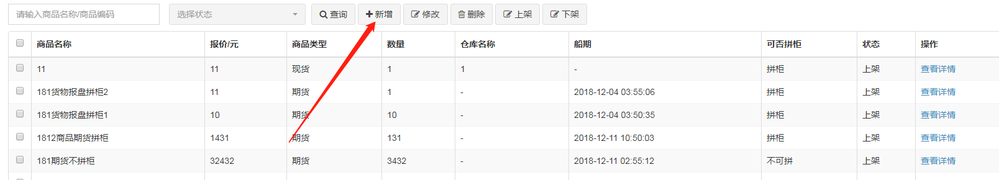 请输入商品名称/商品编码 选择状态 查询 新增 修改 删除 上架 下架
商品名称 报价/元 商品类型 数量 仓库名称 船期 可否拼柜 状态 操作
11 11 现货 1 1 - 拼柜 上架 查看详情
181货物报盘拼柜2 11 期货 1 - 2018-12-04 03:55:06 拼柜 上架 查看详情
181货物报盘拼柜1 10 期货 10 - 2018-12-04 03:50:35 拼柜 上架 查看详情
1812商品期货拼柜 1431 期货 131 - 2018-12-11 10:50:03 拼柜 上架 查看详情
181期货不拼柜 32432 期货 3432 - 2018-12-11 02:55:12 不可拼 上架 查看详情